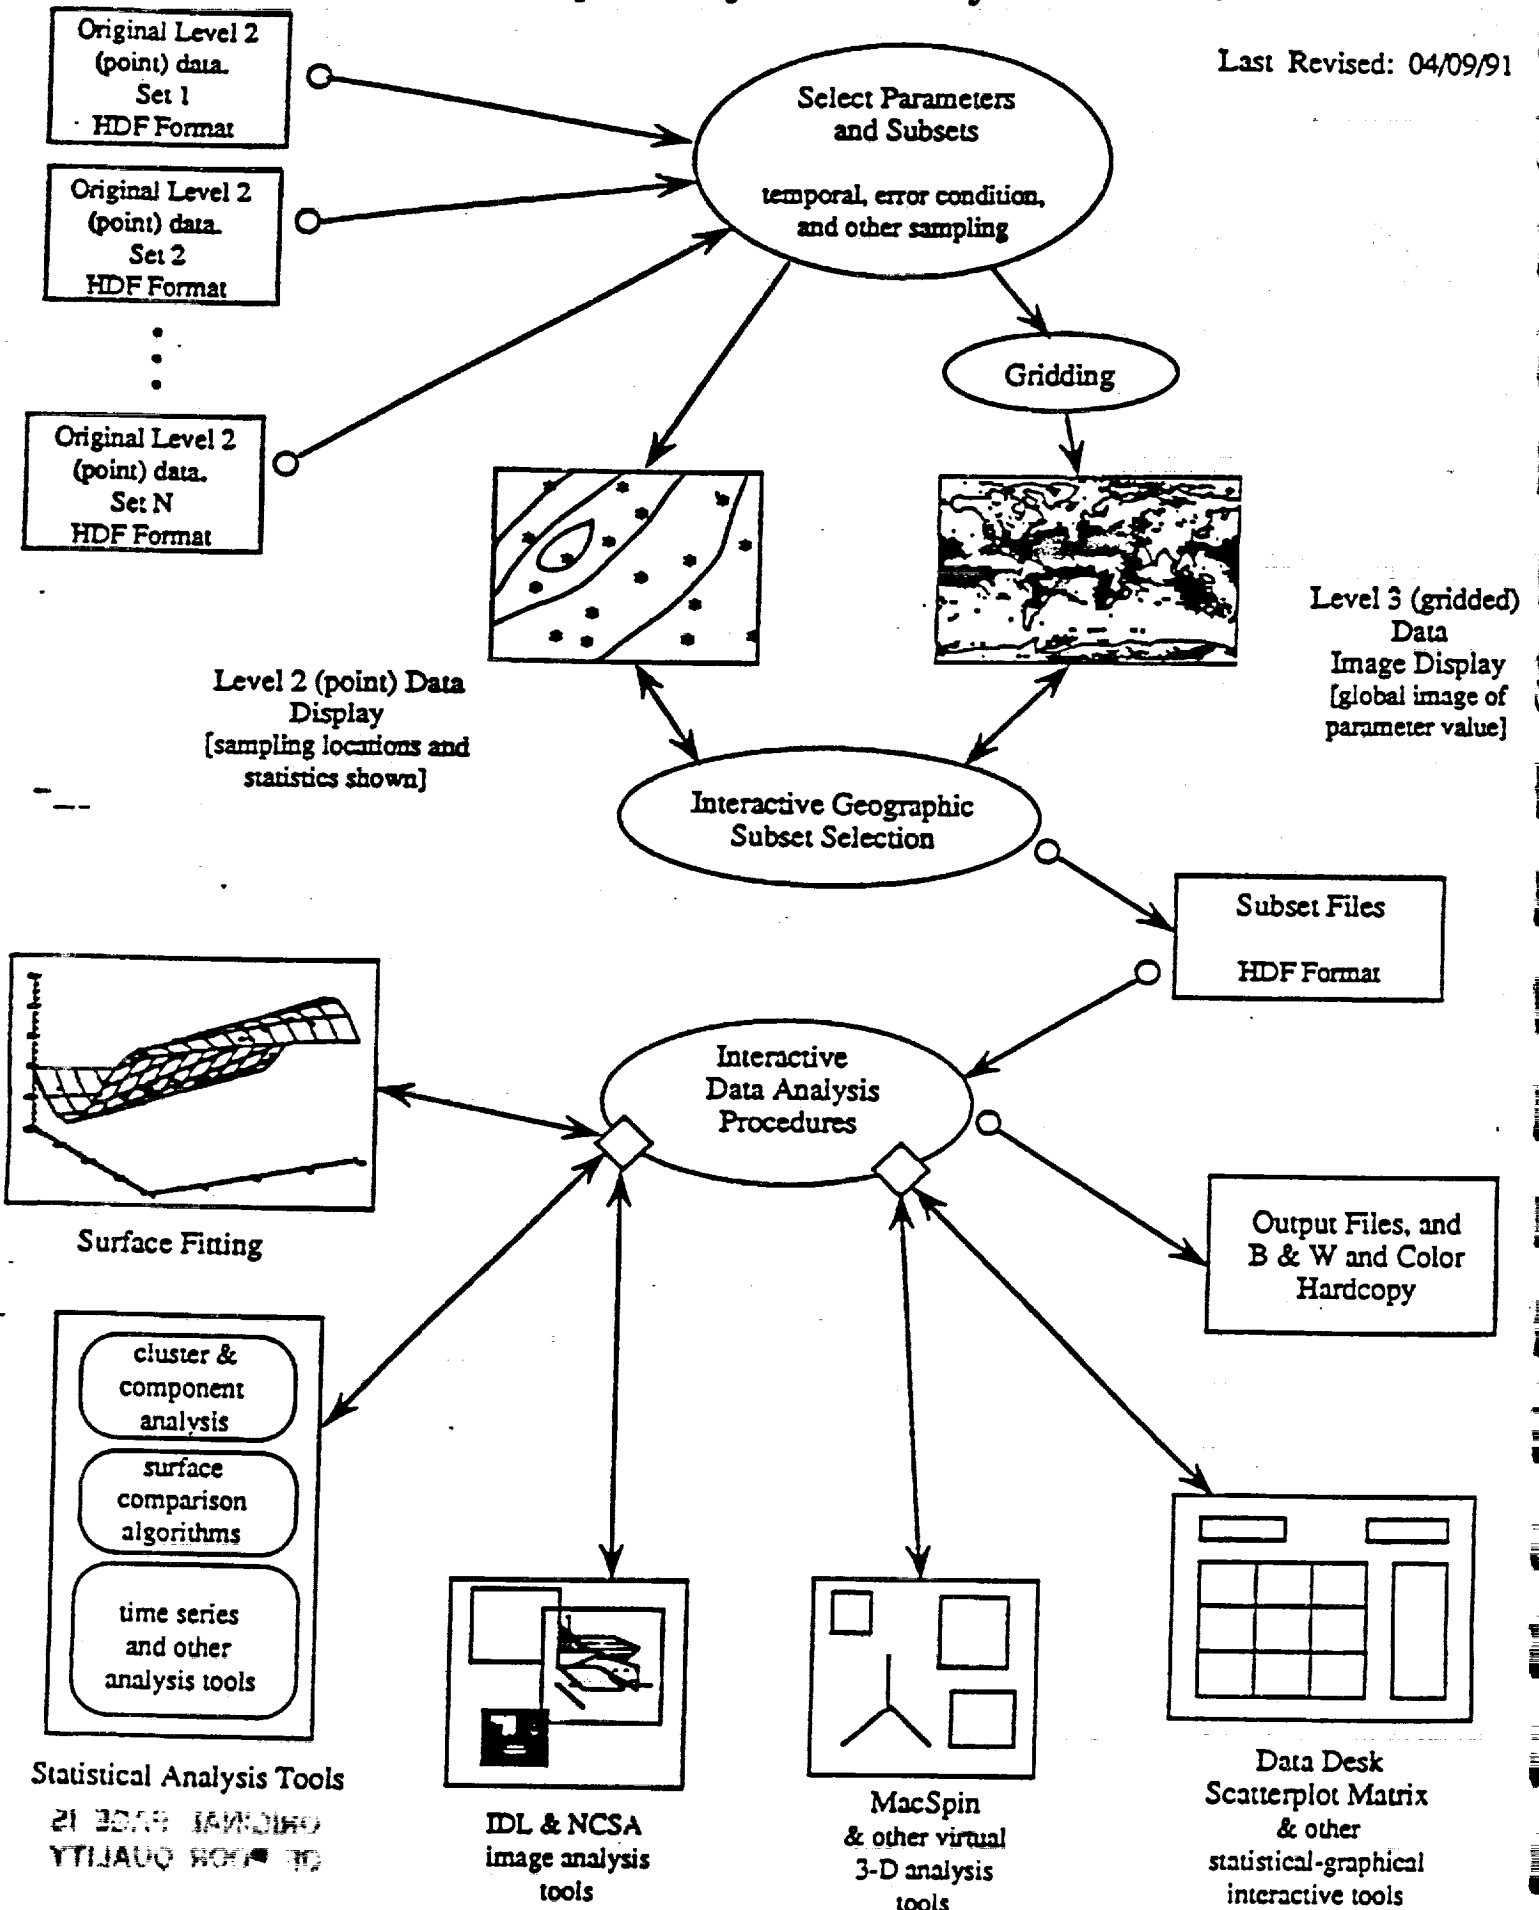 Last Revised: 04/09/91
Original Level 2
(point) data.
Set 1
HDF Format
Original Level 2
(point) data.
Set 2
HDF Format
Original Level 2
(point) data.
Set N
HDF Format
Select Parameters
and Subsets
temporal, error condition,
and other sampling
Gridding
Level 2 (point) Data
Display
[sampling locations and
statistics shown]
Level 3 (gridded)
Data
Image Display
[global image of
parameter value]
Interactive Geographic
Subset Selection
Subset Files
HDF Format
Interactive
Data Analysis
Procedures
Surface Fitting
Output Files, and
B & W and Color
Hardcopy
cluster &
component
analysis
surface
comparison
algorithms
time series
and other
analysis tools
Statistical Analysis Tools
ORIGINAL PAGE IS
OF POOR QUALITY
IDL & NCSA
image analysis
tools
MacSpin
& other virtual
3-D analysis
tools
Data Desk
Scatterplot Matrix
& other
statistical-graphical
interactive tools